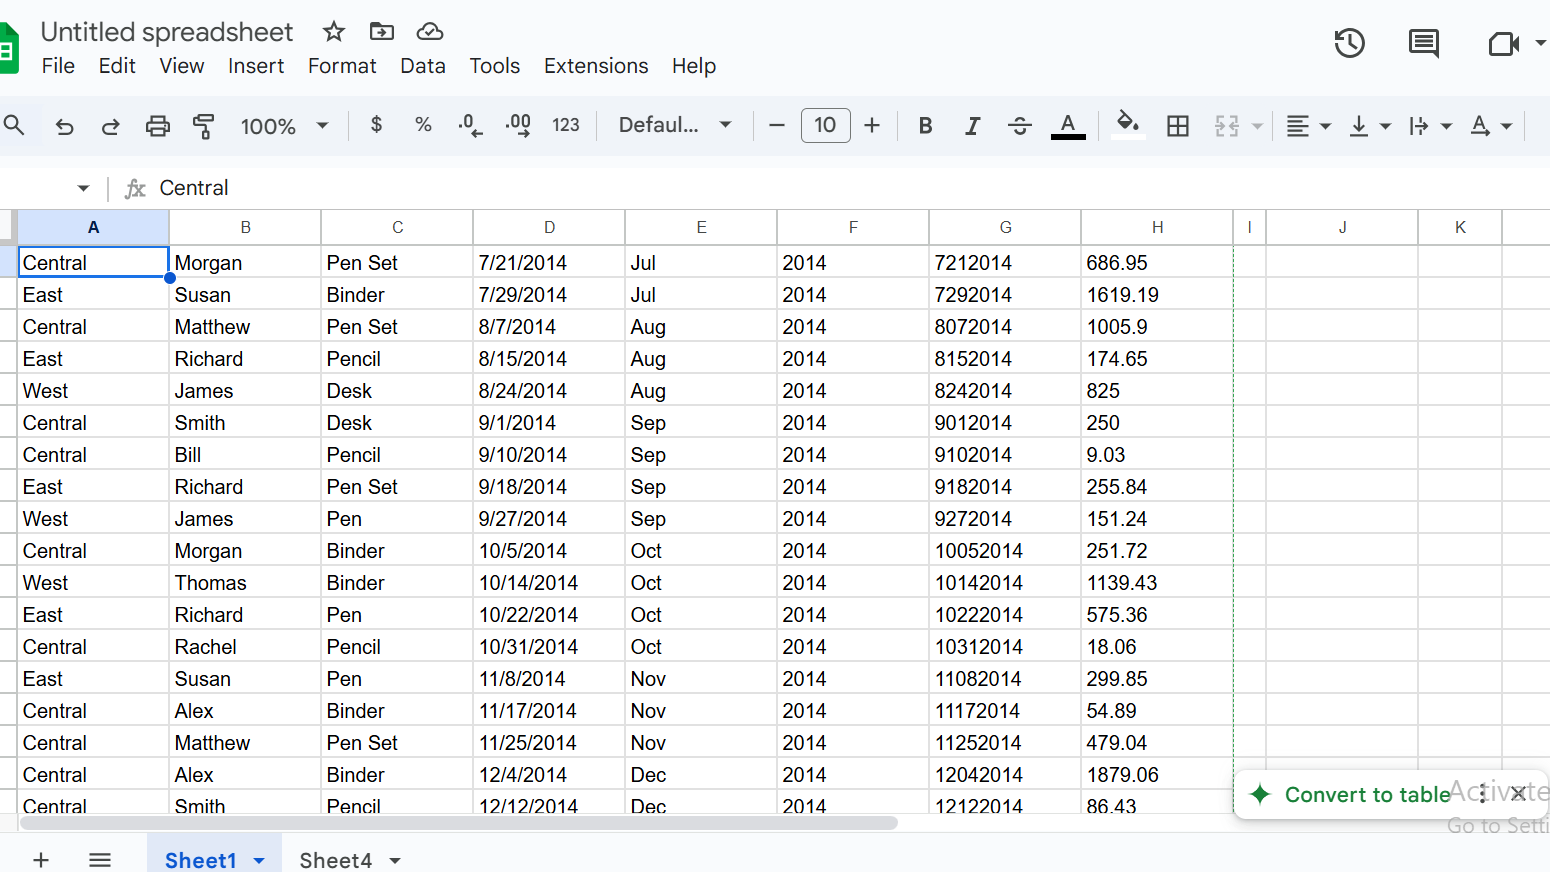 Untitled spreadsheet
File Edit View Insert Format Data Tools Extensions Help
100% $ % .0 .00 123 Defaul... − 10 + B I S A A
fx Central
A B C D E F G H I J K
Central Morgan Pen Set 7/21/2014 Jul 2014 7212014 686.95
East Susan Binder 7/29/2014 Jul 2014 7292014 1619.19
Central Matthew Pen Set 8/7/2014 Aug 2014 8072014 1005.9
East Richard Pencil 8/15/2014 Aug 2014 8152014 174.65
West James Desk 8/24/2014 Aug 2014 8242014 825
Central Smith Desk 9/1/2014 Sep 2014 9012014 250
Central Bill Pencil 9/10/2014 Sep 2014 9102014 9.03
East Richard Pen Set 9/18/2014 Sep 2014 9182014 255.84
West James Pen 9/27/2014 Sep 2014 9272014 151.24
Central Morgan Binder 10/5/2014 Oct 2014 10052014 251.72
West Thomas Binder 10/14/2014 Oct 2014 10142014 1139.43
East Richard Pen 10/22/2014 Oct 2014 10222014 575.36
Central Rachel Pencil 10/31/2014 Oct 2014 10312014 18.06
East Susan Pen 11/8/2014 Nov 2014 11082014 299.85
Central Alex Binder 11/17/2014 Nov 2014 11172014 54.89
Central Matthew Pen Set 11/25/2014 Nov 2014 11252014 479.04
Central Alex Binder 12/4/2014 Dec 2014 12042014 1879.06
Central Smith Pencil 12/12/2014 Dec 2014 12122014 86.43
Convert to table Activate
Go to Setti
Sheet1 Sheet4